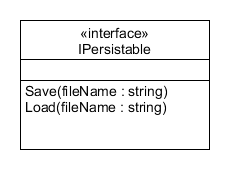 «interface»
IPersistable
Save(fileName : string)
Load(fileName : string)